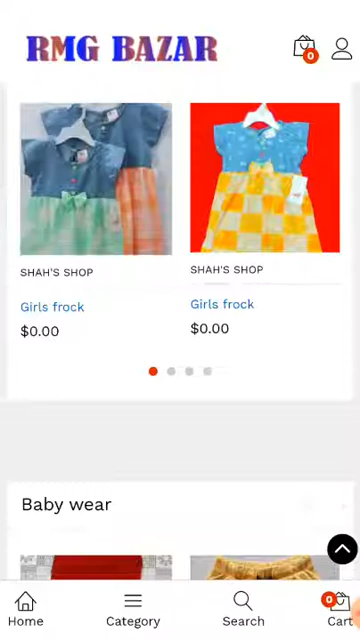 RMG BAZAR
0
SHAH'S SHOP
Girls frock
$0.00
SHAH'S SHOP
Girls frock
$0.00
Baby wear
Home
Category
Search
0
Cart